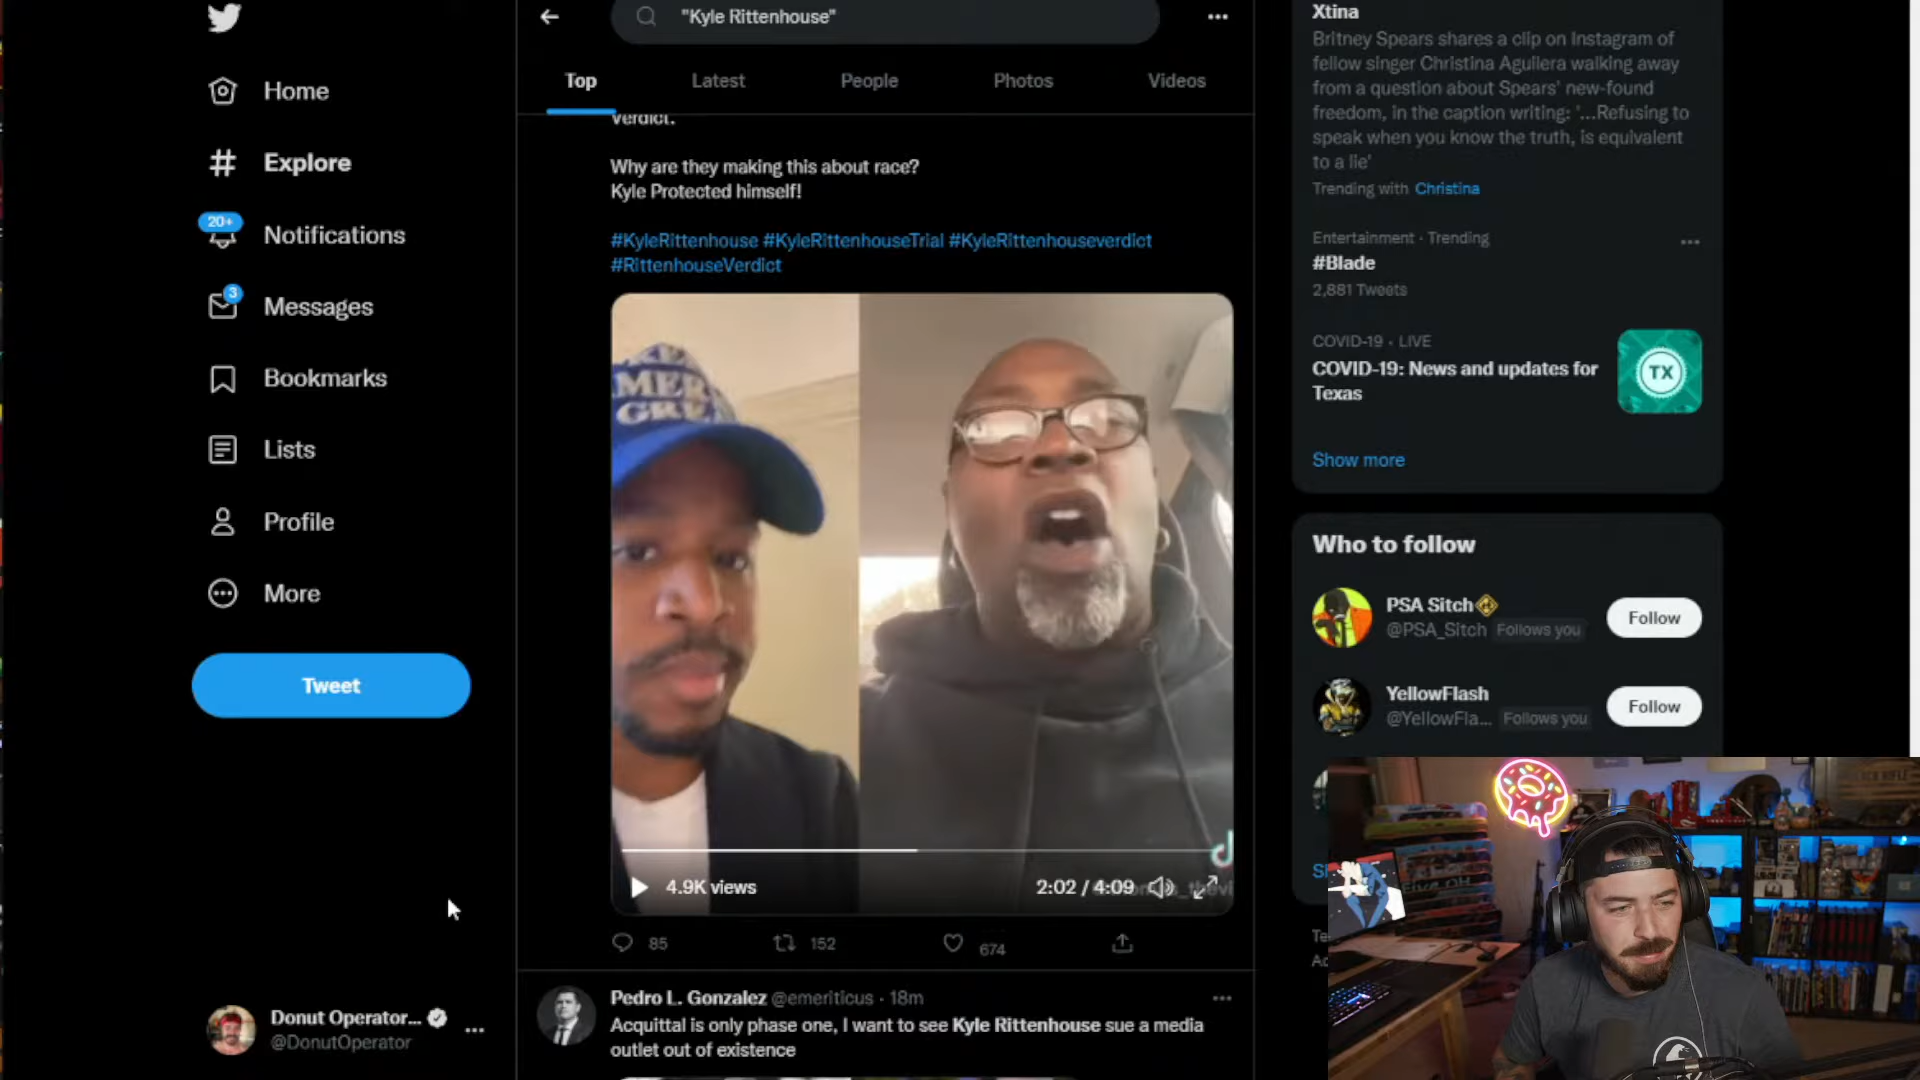 Home
Explore
20+
Notifications
3
Messages
Bookmarks
Lists
Profile
More
Tweet
Donut Operator...
@DonutOperator
"Kyle Rittenhouse"
Top
Latest
People
Photos
Videos
verdict.
Why are they making this about race?
Kyle Protected himself!
#KyleRittenhouse #KyleRittenhouseTrial #KyleRittenhouseverdict
#RittenhouseVerdict
4.9K views
2:02 / 4:09
85
152
674
Pedro L. Gonzalez @emeriticus · 18m
Acquittal is only phase one, I want to see Kyle Rittenhouse sue a media
outlet out of existence
Xtina
Britney Spears shares a clip on Instagram of
fellow singer Christina Aguilera walking away
from a question about Spears' new-found
freedom, in the caption writing: '...Refusing to
speak when you know the truth, is equivalent
to a lie'
Trending with Christina
Entertainment · Trending
#Blade
2,881 Tweets
COVID-19 · LIVE
COVID-19: News and updates for
Texas
TX
Show more
Who to follow
PSA Sitch
@PSA_Sitch Follows you
Follow
YellowFlash
@YellowFla... Follows you
Follow